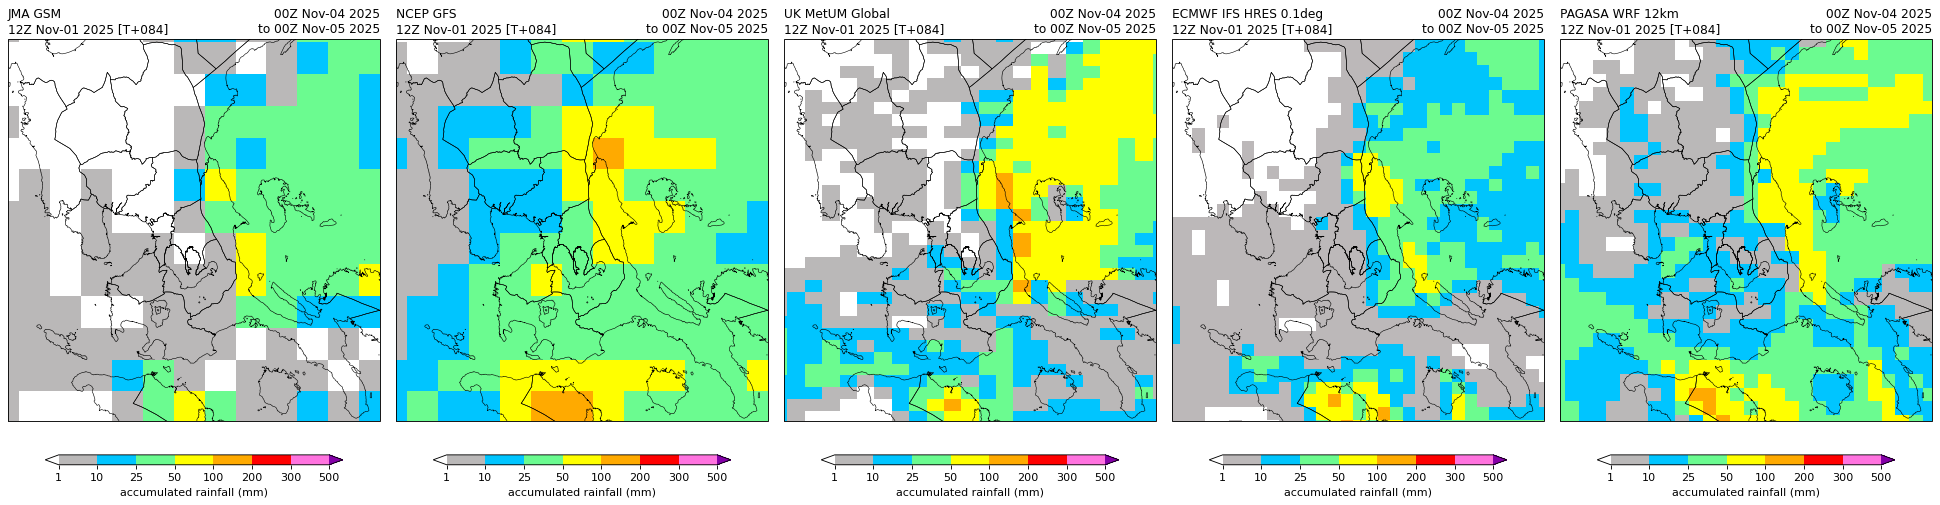 JMA GSM 00Z Nov-04 2025
12Z Nov-01 2025 [T+084] to 00Z Nov-05 2025
NCEP GFS 00Z Nov-04 2025
12Z Nov-01 2025 [T+084] to 00Z Nov-05 2025
UK MetUM Global 00Z Nov-04 2025
12Z Nov-01 2025 [T+084] to 00Z Nov-05 2025
ECMWF IFS HRES 0.1deg 00Z Nov-04 2025
12Z Nov-01 2025 [T+084] to 00Z Nov-05 2025
PAGASA WRF 12km 00Z Nov-04 2025
12Z Nov-01 2025 [T+084] to 00Z Nov-05 2025
1 10 25 50 100 200 300 500
accumulated rainfall (mm)
1 10 25 50 100 200 300 500
accumulated rainfall (mm)
1 10 25 50 100 200 300 500
accumulated rainfall (mm)
1 10 25 50 100 200 300 500
accumulated rainfall (mm)
1 10 25 50 100 200 300 500
accumulated rainfall (mm)